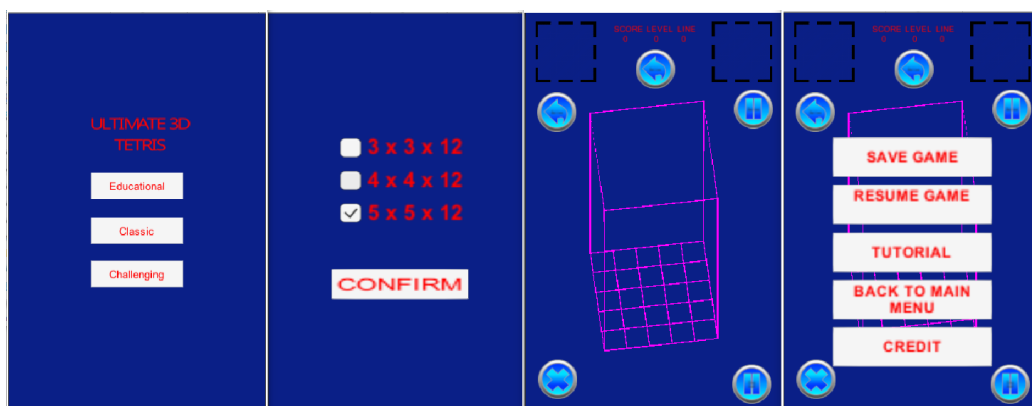 ULTIMATE 3D
TETRIS
Educational
Classic
Challenging
3 x 3 x 12
4 x 4 x 12
5 x 5 x 12
CONFIRM
SCORE LEVEL LINE
0 0 0
SCORE LEVEL LINE
0 0 0
SAVE GAME
RESUME GAME
TUTORIAL
BACK TO MAIN
MENU
CREDIT